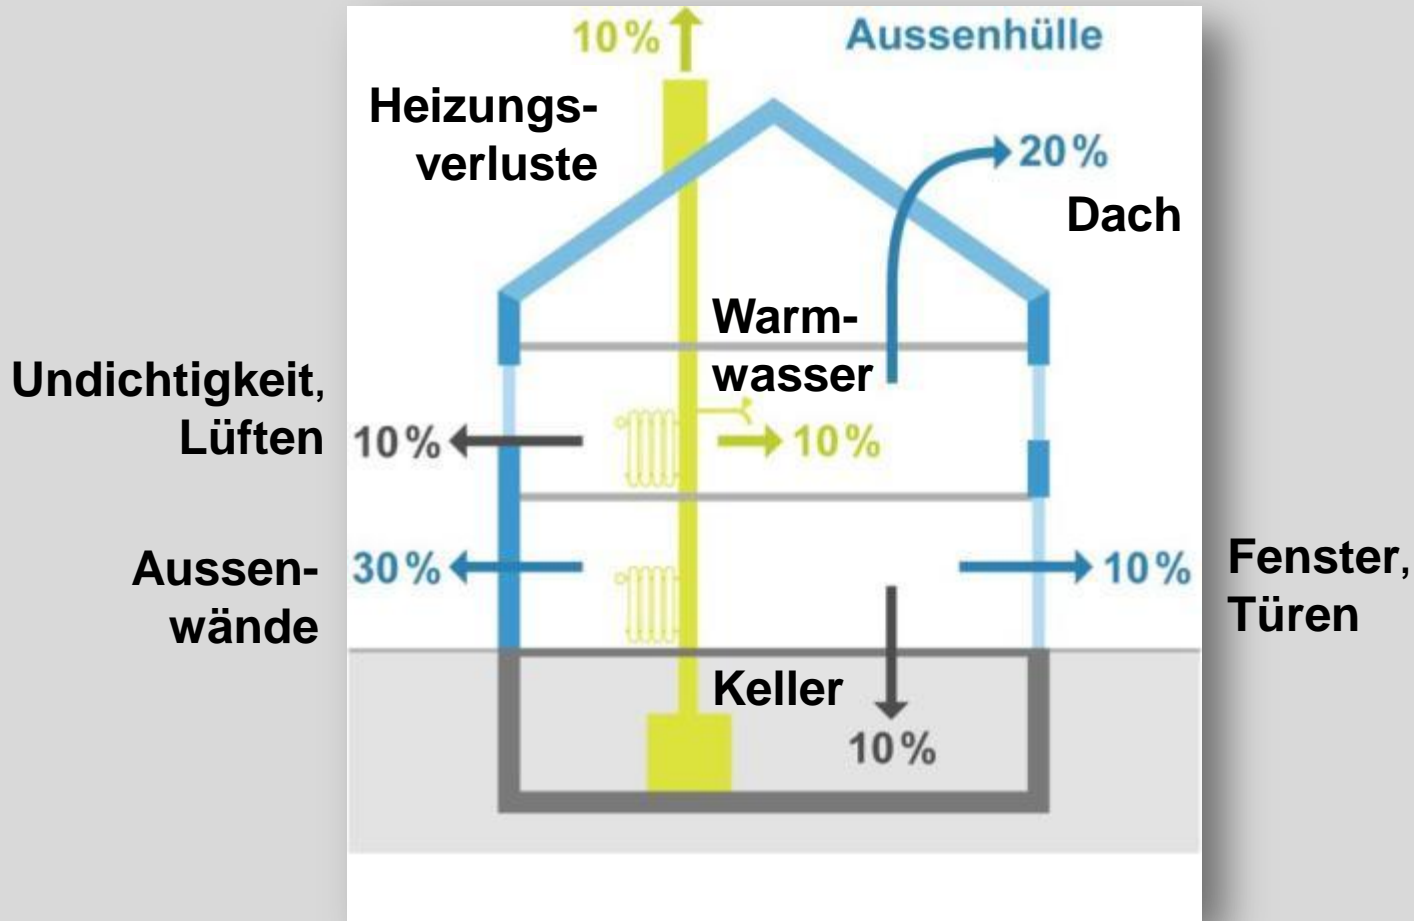 10 %
Aussenhülle
Heizungs-
verluste
20 %
Dach
Warm-
wasser
Undichtigkeit,
Lüften
10 %
10 %
Aussen-
wände
30 %
10 %
Fenster,
Türen
Keller
10 %